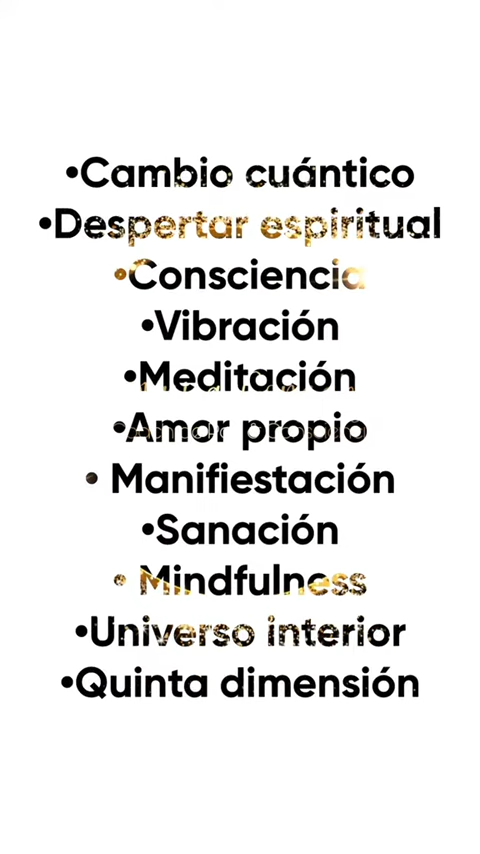 •Cambio cuántico
•Despertar espiritual
•Consciencia
•Vibración
•Meditación
•Amor propio
• Manifiestación
•Sanación
• Mindfulness
•Universo interior
•Quinta dimensión